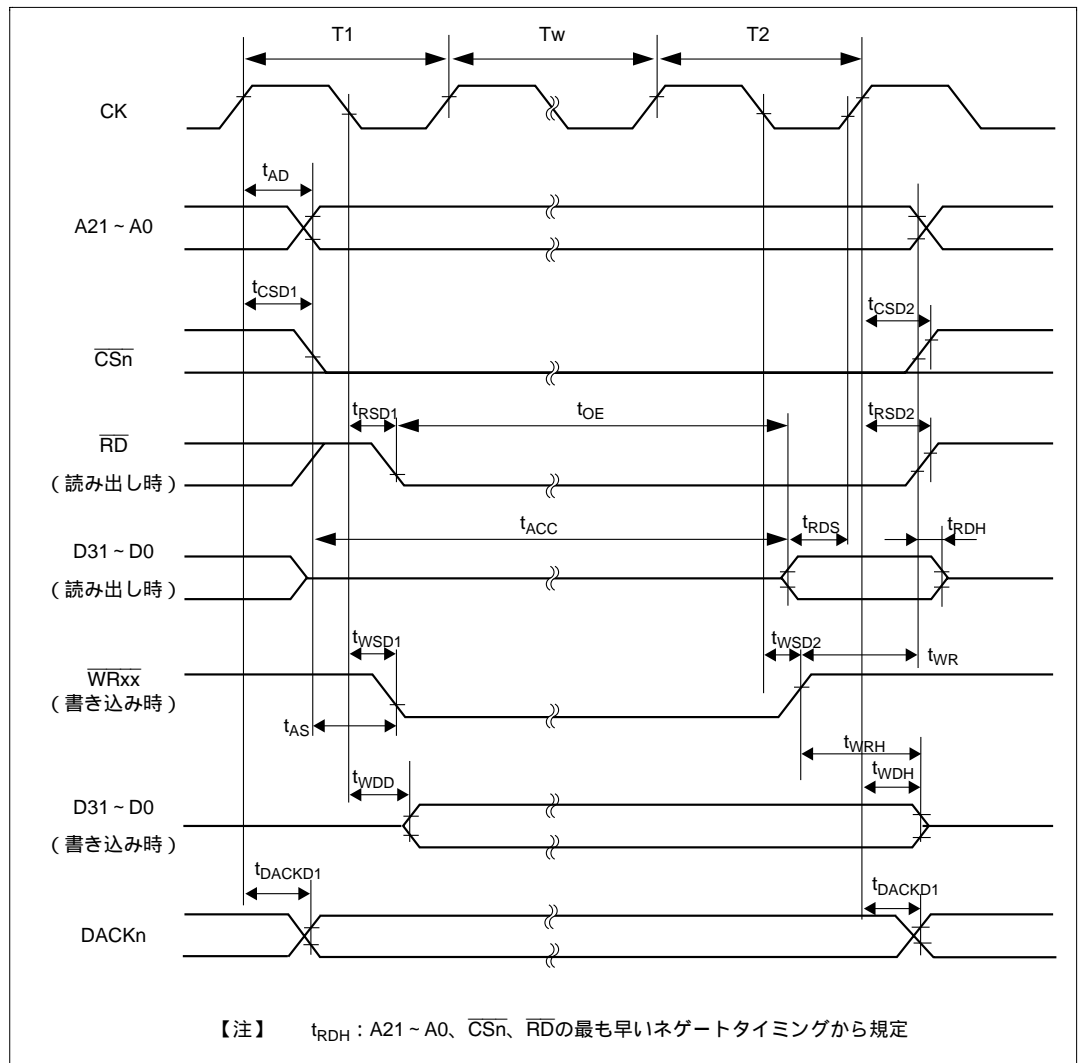 T1 Tw T2
CK
tAD
A21 ~ A0
tCSD1 tCSD2
CSn
tRSD1 tOE tRSD2
RD
(読み出し時)
tACC tRDS tRDH
D31 ~ D0
(読み出し時)
tWSD1 tWSD2 tWR
WRxx
(書き込み時)
tAS tWRH
tWDD tWDH
D31 ~ D0
(書き込み時)
tDACKD1 tDACKD1
DACKn
【注】 tRDH:A21 ~ A0、CSn、RDの最も早いネゲートタイミングから規定